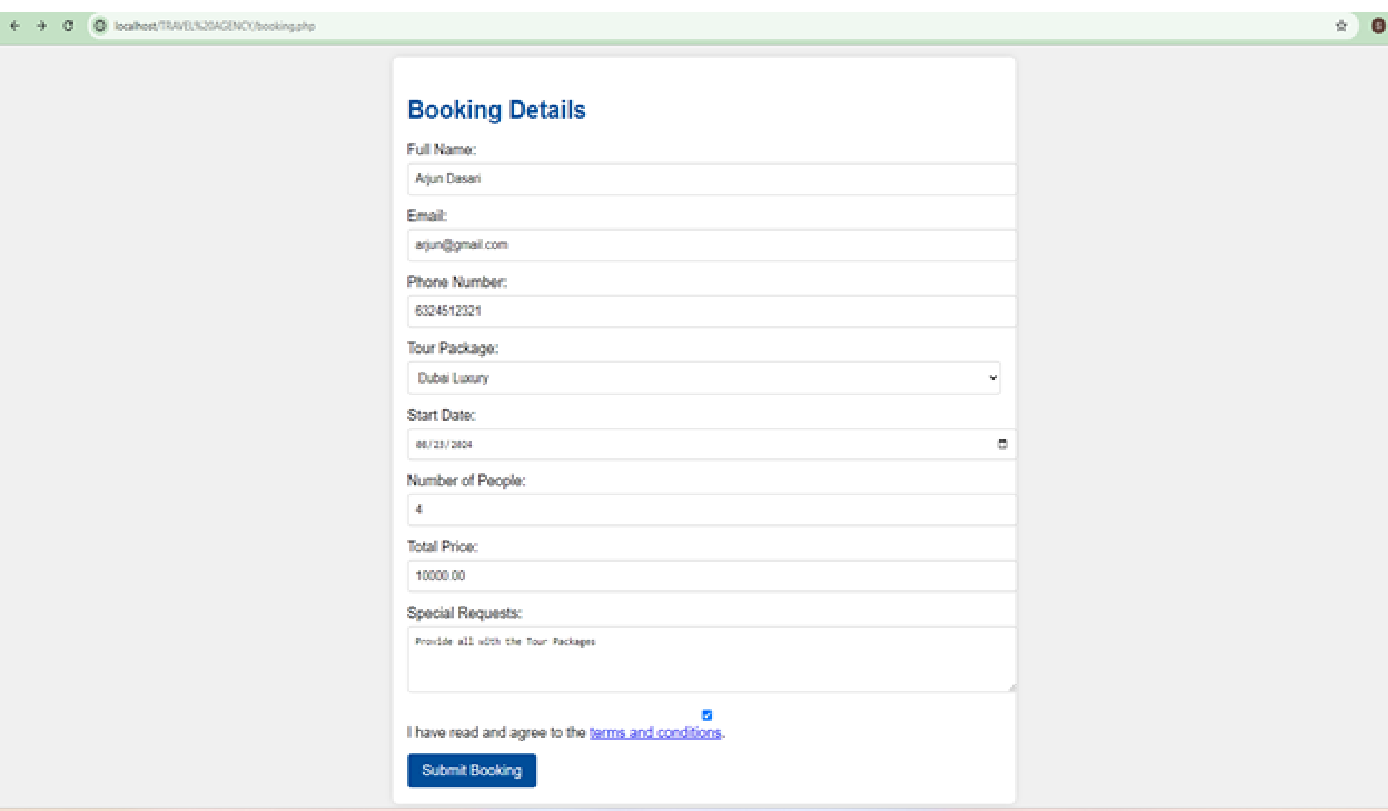 localhost/TRAVEL%20AGENCY/booking.php
Booking Details
Full Name:
Arjun Dasari
Email:
arjun@gmail.com
Phone Number:
6324512321
Tour Package:
Dubai Luxury
Start Date:
08/23/2024
Number of People:
4
Total Price:
10000.00
Special Requests:
Provide all with the Tour Packages
I have read and agree to the terms and conditions.
Submit Booking